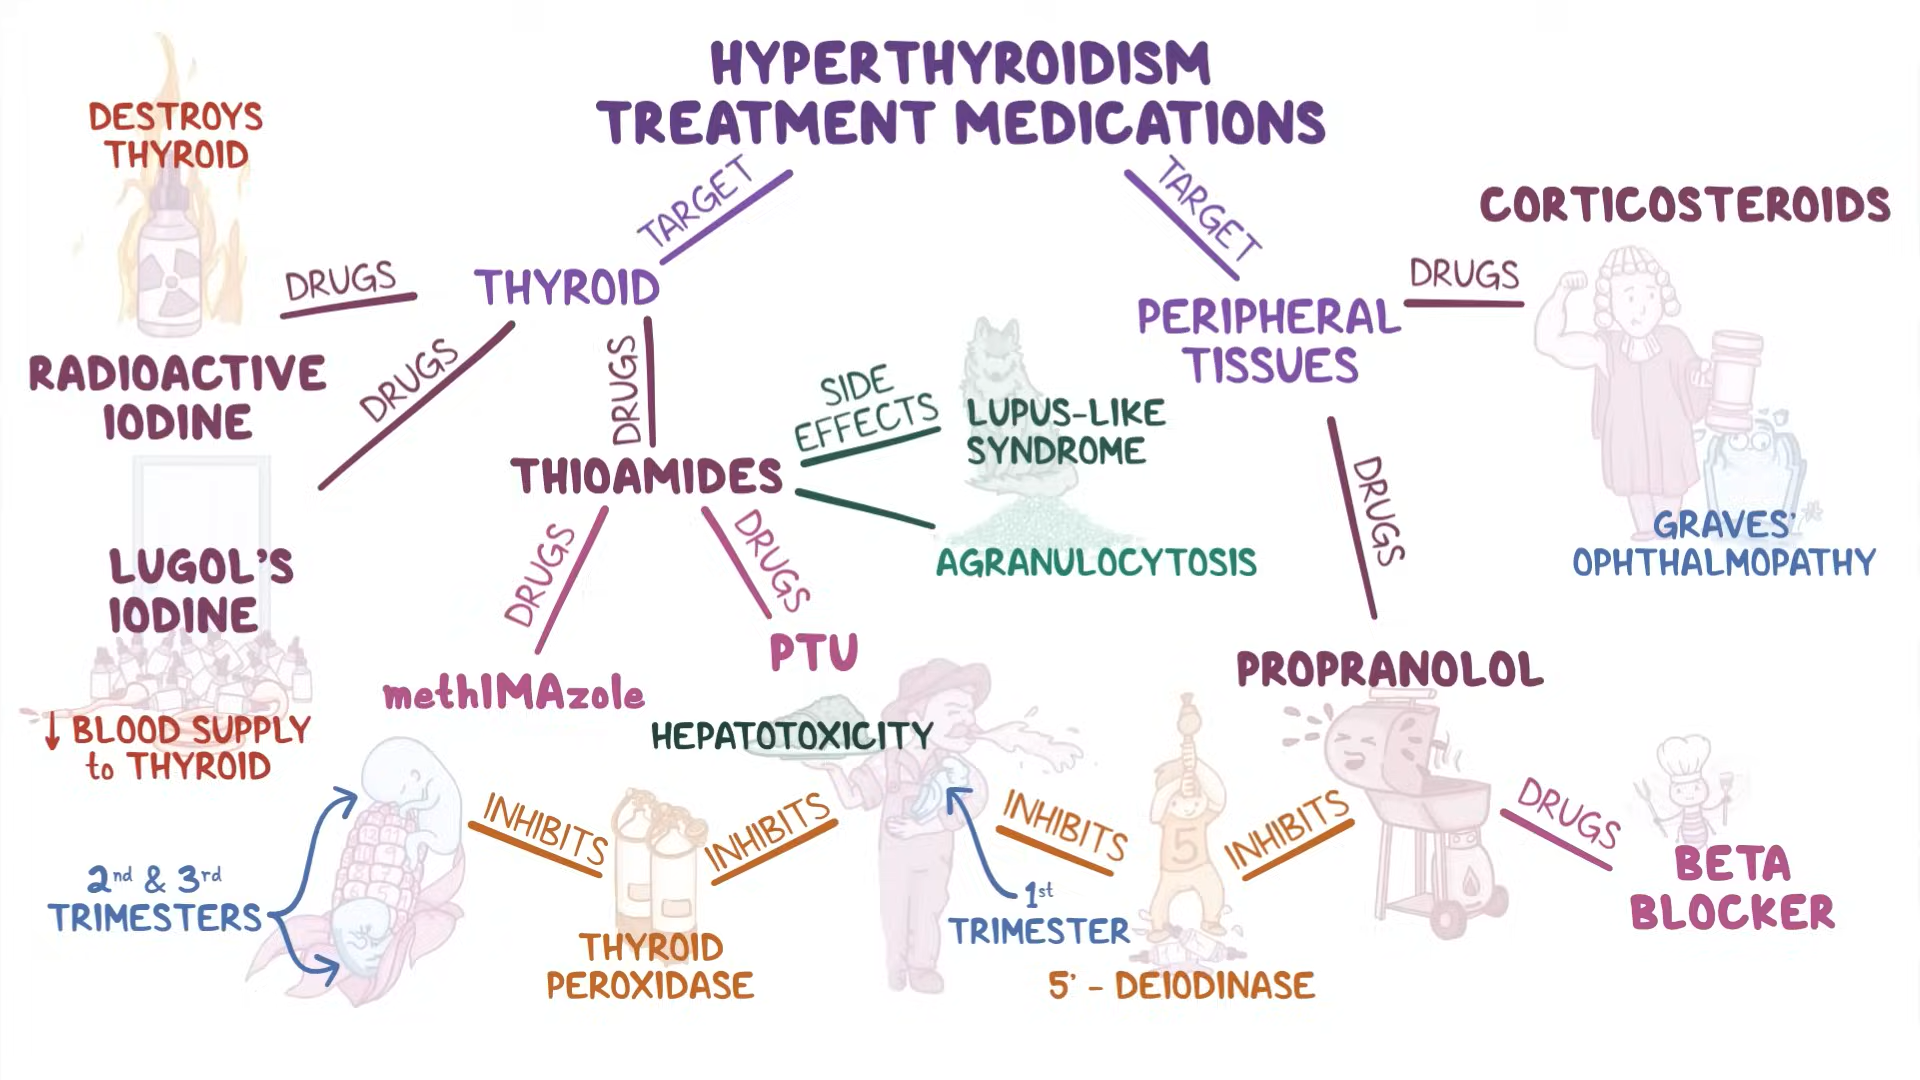 HYPERTHYROIDISM
TREATMENT MEDICATIONS
DESTROYS
THYROID
TARGET
TARGET
CORTICOSTEROIDS
DRUGS
THYROID
DRUGS
PERIPHERAL
TISSUES
RADIOACTIVE
IODINE
DRUGS
DRUGS
SIDE
EFFECTS
LUPUS-LIKE
SYNDROME
THIOAMIDES
DRUGS
GRAVES'
OPHTHALMOPATHY
LUGOL'S
IODINE
DRUGS
DRUGS
AGRANULOCYTOSIS
PTU
PROPRANOLOL
methIMAzole
↓ BLOOD SUPPLY
to THYROID
HEPATOTOXICITY
INHIBITS
INHIBITS
INHIBITS
5
INHIBITS
DRUGS
2nd & 3rd
TRIMESTERS
1st
TRIMESTER
BETA
BLOCKER
THYROID
PEROXIDASE
5' - DEIODINASE